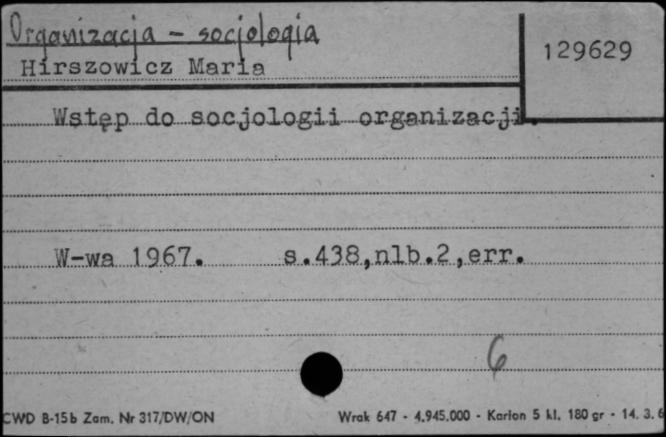 Organizacja - socjologia
129629
Hirszowicz Maria
Wstęp do socjologii organizacji.
W-wa 1967. s.438,nlb.2,err.
6
CWD B-15b Zam. Nr 317/DW/ON Wrak 647 - 4.945.000 - Karton 5 kl. 180 gr - 14. 3. 6